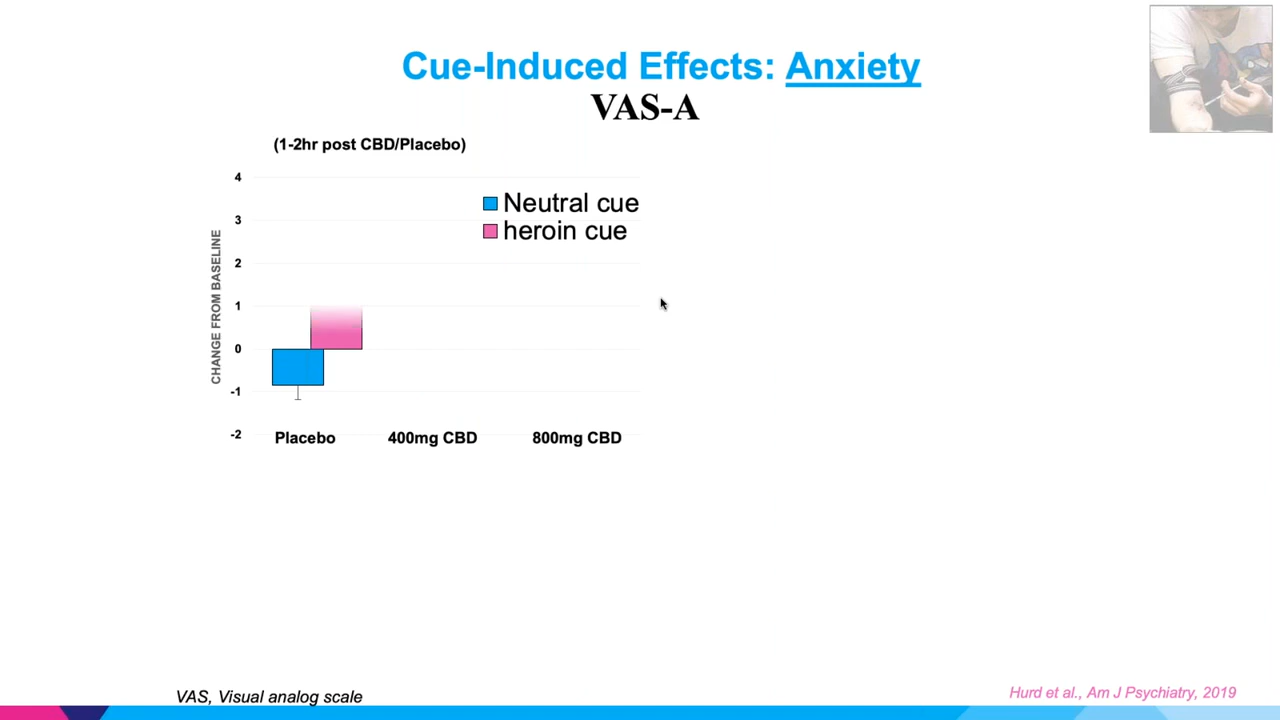 Cue-Induced Effects: Anxiety
VAS-A
(1-2hr post CBD/Placebo)
4
3
2
1
0
-1
-2
CHANGE FROM BASELINE
Neutral cue
heroin cue
Placebo
400mg CBD
800mg CBD
VAS, Visual analog scale
Hurd et al., Am J Psychiatry, 2019